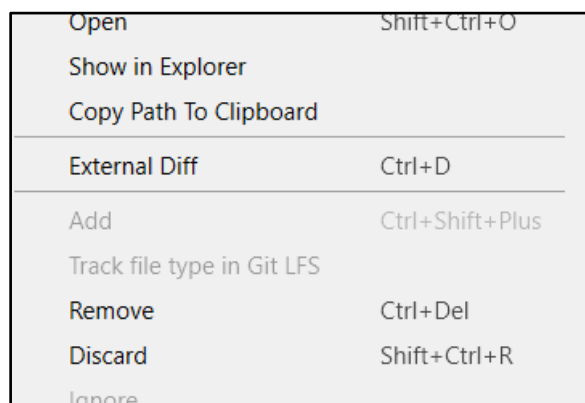 Open Shift+Ctrl+O
Show in Explorer
Copy Path To Clipboard
External Diff Ctrl+D
Add Ctrl+Shift+Plus
Track file type in Git LFS
Remove Ctrl+Del
Discard Shift+Ctrl+R
Ignore